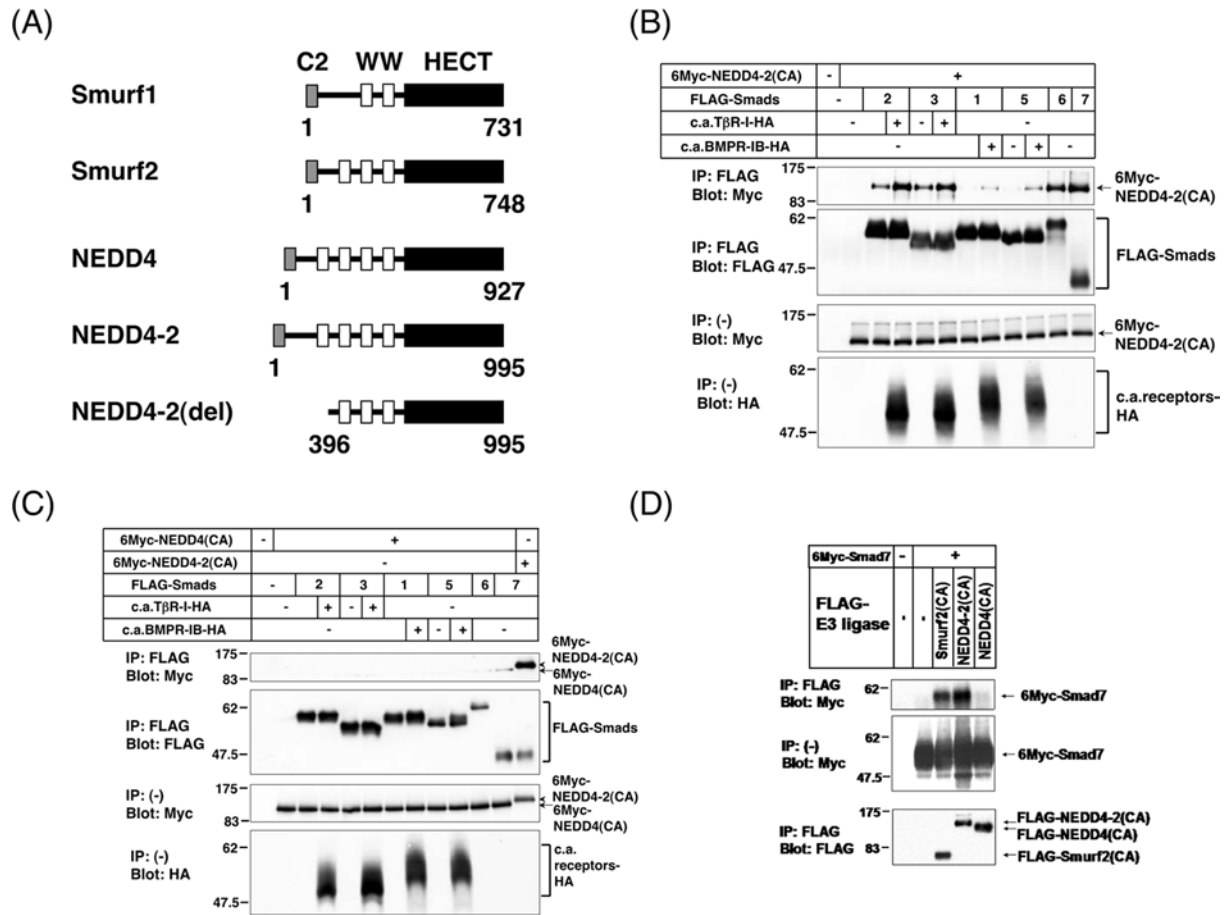 (A)
C2 WW HECT
Smurf1
1 731
Smurf2
1 748
NEDD4
1 927
NEDD4-2
1 995
NEDD4-2(del)
396 995
(B)
6Myc-NEDD4-2(CA) - +
FLAG-Smads - 2 3 1 5 6 7
c.a.TβR-I-HA - + - + -
c.a.BMPR-IB-HA - + - + -
IP: FLAG
Blot: Myc
175
83
6Myc-
NEDD4-2(CA)
IP: FLAG
Blot: FLAG
62
47.5
FLAG-Smads
IP: (-)
Blot: Myc
175
83
6Myc-
NEDD4-2(CA)
IP: (-)
Blot: HA
62
47.5
c.a.receptors-
HA
(C)
6Myc-NEDD4(CA) - + -
6Myc-NEDD4-2(CA) - +
FLAG-Smads - 2 3 1 5 6 7
c.a.TβR-I-HA - + - + -
c.a.BMPR-IB-HA - + - + -
IP: FLAG
Blot: Myc
175
83
6Myc-
NEDD4-2(CA)
6Myc-
NEDD4(CA)
IP: FLAG
Blot: FLAG
62
47.5
FLAG-Smads
IP: (-)
Blot: Myc
175
83
6Myc-
NEDD4-2(CA)
6Myc-
NEDD4(CA)
IP: (-)
Blot: HA
62
47.5
c.a.
receptors-
HA
(D)
6Myc-Smad7 - +
FLAG-
E3 ligase
- - Smurf2(CA) NEDD4-2(CA) NEDD4(CA)
IP: FLAG
Blot: Myc
62
6Myc-Smad7
IP: (-)
Blot: Myc
62
47.5
6Myc-Smad7
IP: FLAG
Blot: FLAG
175
83
FLAG-NEDD4-2(CA)
FLAG-NEDD4(CA)
FLAG-Smurf2(CA)